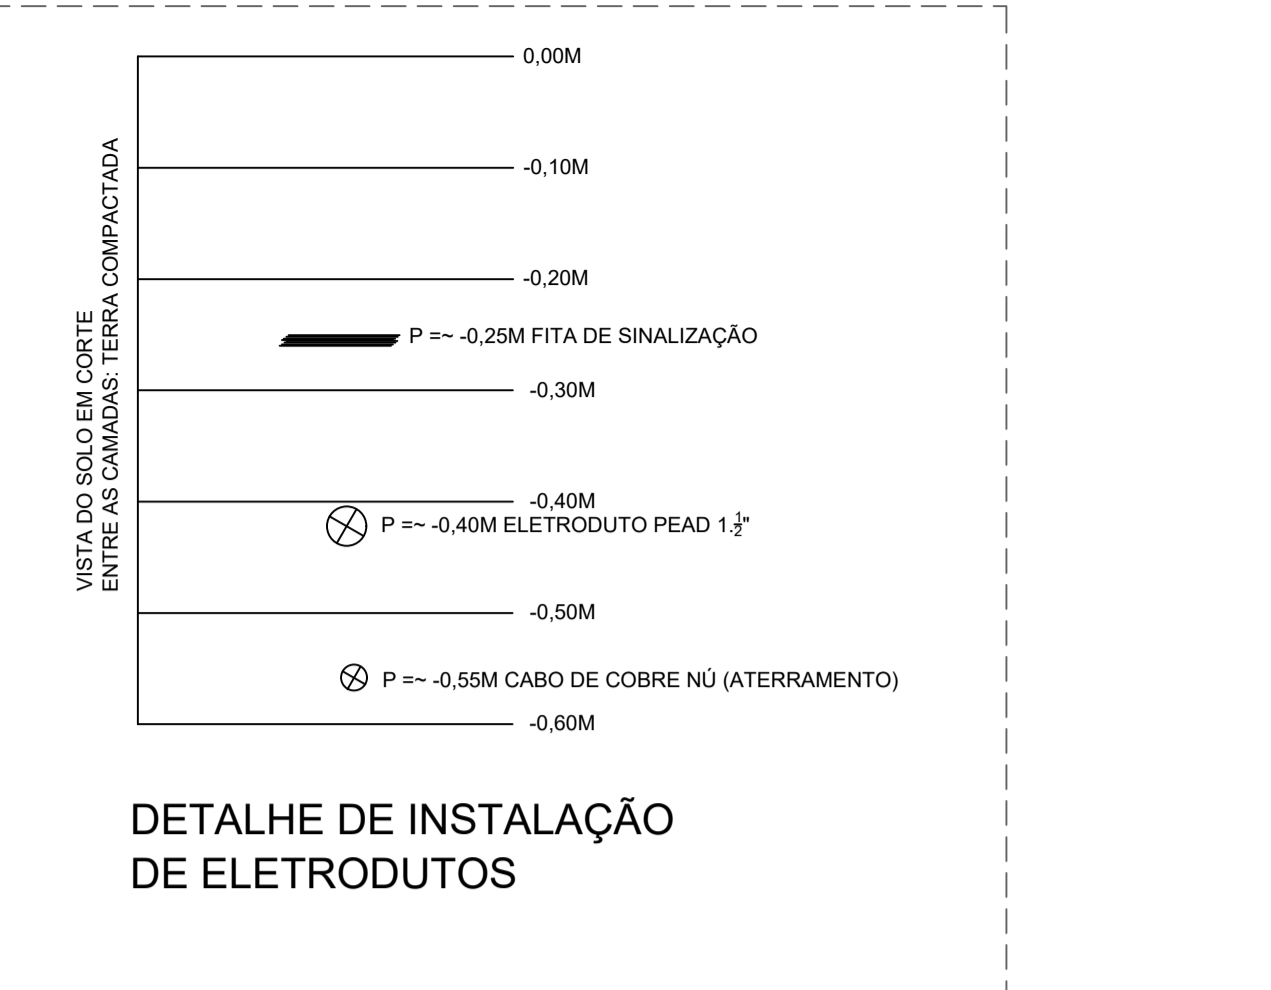 0,00M
-0,10M
-0,20M
P =~ -0,25M FITA DE SINALIZAÇÃO
-0,30M
-0,40M
P =~ -0,40M ELETRODUTO PEAD 1.½"
-0,50M
P =~ -0,55M CABO DE COBRE NÚ (ATERRAMENTO)
-0,60M
VISTA DO SOLO EM CORTE
ENTRE AS CAMADAS: TERRA COMPACTADA
DETALHE DE INSTALAÇÃO
DE ELETRODUTOS